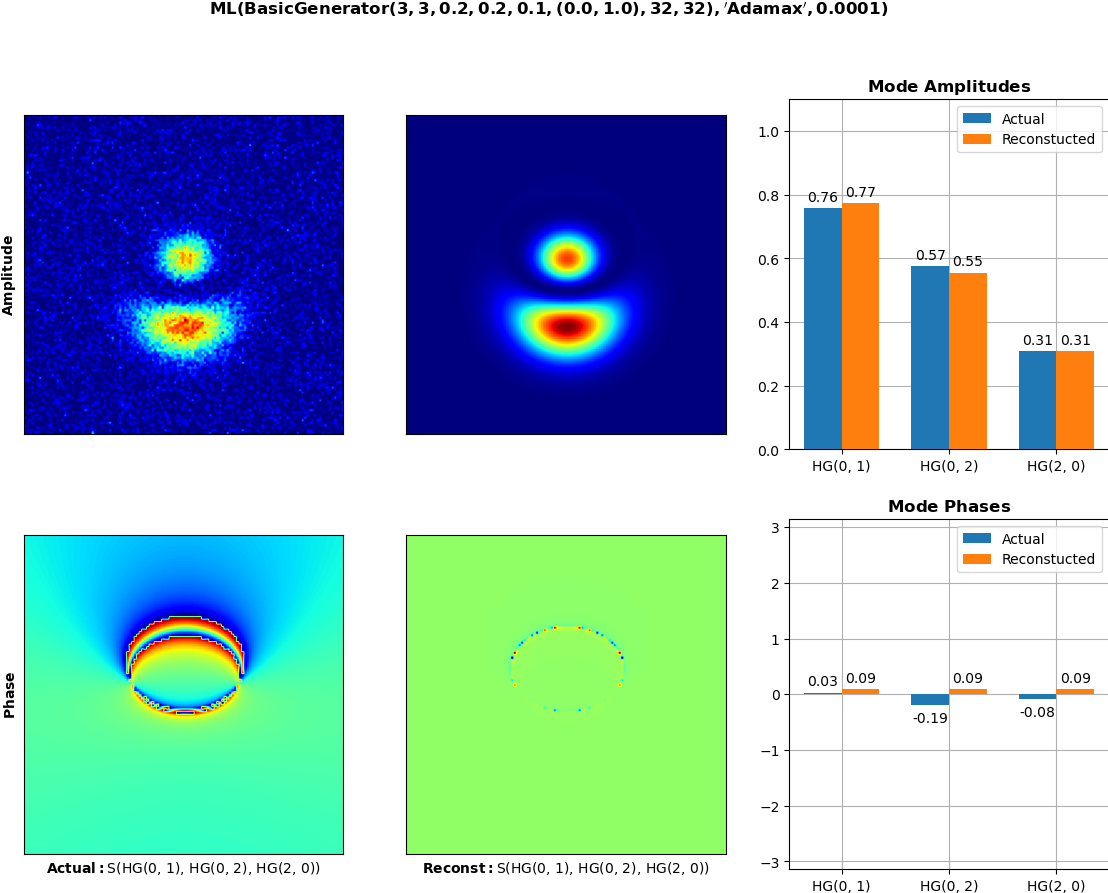 ML(BasicGenerator(3, 3, 0.2, 0.2, 0.1, (0.0, 1.0), 32, 32), ′Adamax′, 0.0001)
Amplitude
Mode Amplitudes
Actual
Reconstucted
1.0
0.8
0.6
0.4
0.2
0.0
0.76
0.77
0.57
0.55
0.31
0.31
HG(0, 1)
HG(0, 2)
HG(2, 0)
Phase
Actual: S(HG(0, 1), HG(0, 2), HG(2, 0))
Reconst: S(HG(0, 1), HG(0, 2), HG(2, 0))
Mode Phases
Actual
Reconstucted
3
2
1
0
−1
−2
−3
0.03
0.09
-0.19
0.09
-0.08
0.09
HG(0, 1)
HG(0, 2)
HG(2, 0)